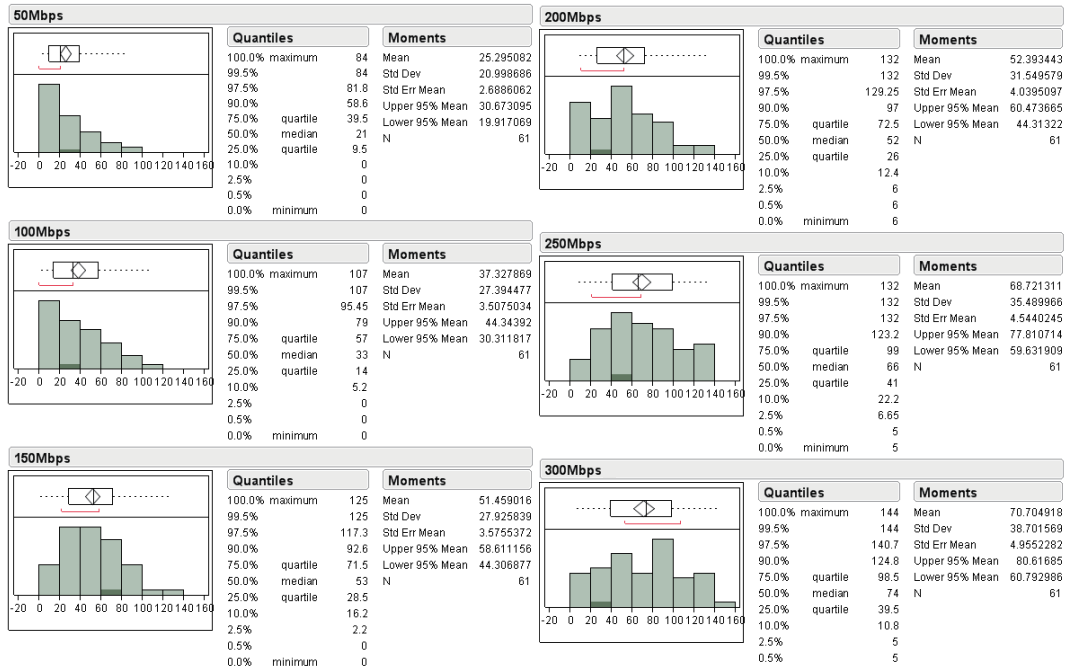 50Mbps
Quantiles
100.0% maximum 84
99.5% 84
97.5% 81.8
90.0% 58.6
75.0% quartile 39.5
50.0% median 21
25.0% quartile 9.5
10.0% 0
2.5% 0
0.5% 0
0.0% minimum 0
Moments
Mean 25.295082
Std Dev 20.998686
Std Err Mean 2.6886062
Upper 95% Mean 30.673095
Lower 95% Mean 19.917069
N 61
-20 0 20 40 60 80 100 120 140 160
100Mbps
Quantiles
100.0% maximum 107
99.5% 107
97.5% 95.45
90.0% 79
75.0% quartile 57
50.0% median 33
25.0% quartile 14
10.0% 5.2
2.5% 0
0.5% 0
0.0% minimum 0
Moments
Mean 37.327869
Std Dev 27.394477
Std Err Mean 3.5075034
Upper 95% Mean 44.34392
Lower 95% Mean 30.311817
N 61
-20 0 20 40 60 80 100 120 140 160
150Mbps
Quantiles
100.0% maximum 125
99.5% 125
97.5% 117.3
90.0% 92.6
75.0% quartile 71.5
50.0% median 53
25.0% quartile 28.5
10.0% 16.2
2.5% 2.2
0.5% 0
0.0% minimum 0
Moments
Mean 51.459016
Std Dev 27.925839
Std Err Mean 3.5755372
Upper 95% Mean 58.611156
Lower 95% Mean 44.306877
N 61
-20 0 20 40 60 80 100 120 140 160
200Mbps
Quantiles
100.0% maximum 132
99.5% 132
97.5% 129.25
90.0% 97
75.0% quartile 72.5
50.0% median 52
25.0% quartile 26
10.0% 12.4
2.5% 6
0.5% 6
0.0% minimum 6
Moments
Mean 52.393443
Std Dev 31.549579
Std Err Mean 4.0395097
Upper 95% Mean 60.473665
Lower 95% Mean 44.31322
N 61
-20 0 20 40 60 80 100 120 140 160
250Mbps
Quantiles
100.0% maximum 132
99.5% 132
97.5% 132
90.0% 123.2
75.0% quartile 99
50.0% median 66
25.0% quartile 41
10.0% 22.2
2.5% 6.65
0.5% 5
0.0% minimum 5
Moments
Mean 68.721311
Std Dev 35.489966
Std Err Mean 4.5440245
Upper 95% Mean 77.810714
Lower 95% Mean 59.631909
N 61
-20 0 20 40 60 80 100 120 140 160
300Mbps
Quantiles
100.0% maximum 144
99.5% 144
97.5% 140.7
90.0% 124.8
75.0% quartile 98.5
50.0% median 74
25.0% quartile 39.5
10.0% 10.8
2.5% 5
0.5% 5
Moments
Mean 70.704918
Std Dev 38.701569
Std Err Mean 4.9552282
Upper 95% Mean 80.61685
Lower 95% Mean 60.792986
N 61
-20 0 20 40 60 80 100 120 140 160